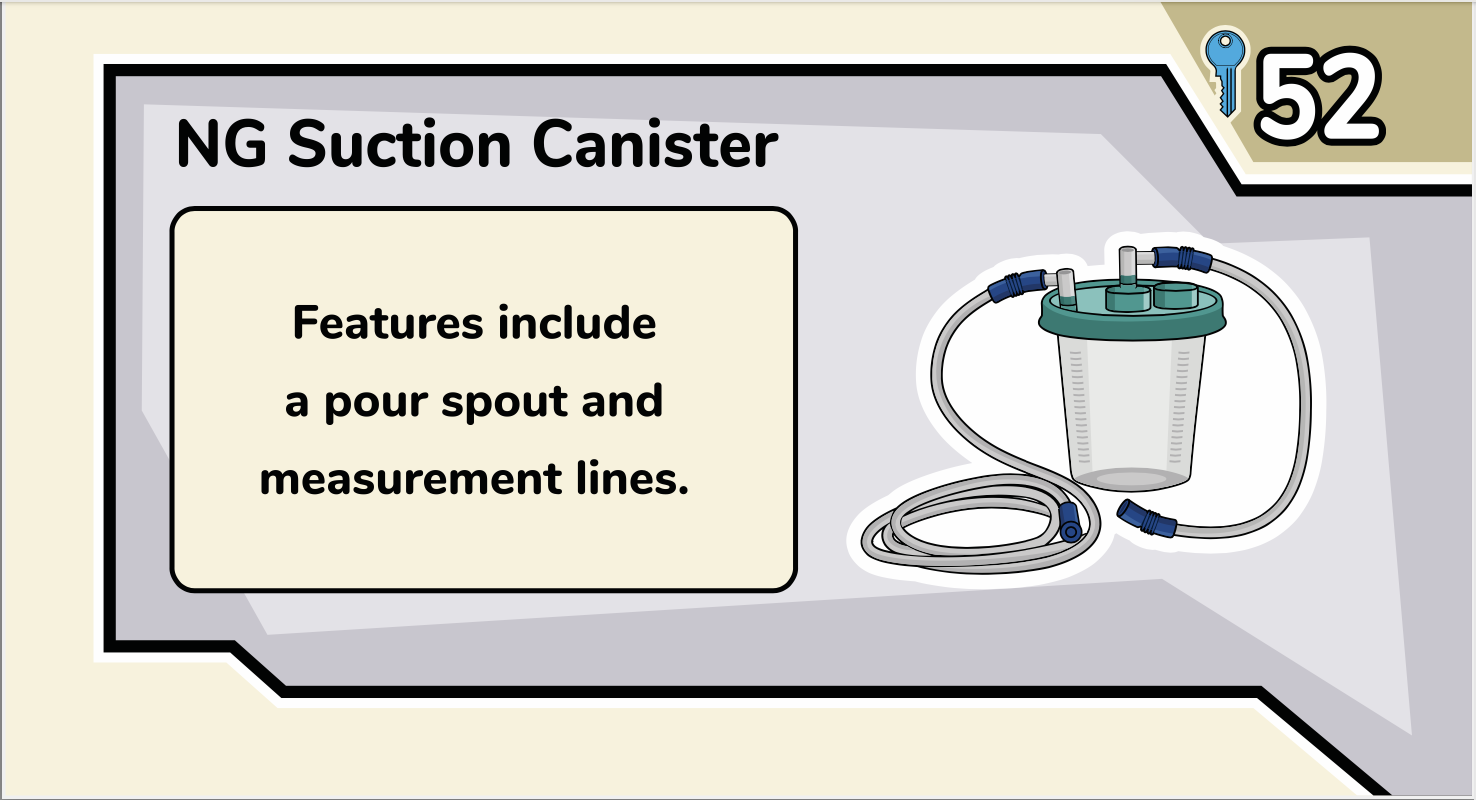 52
NG Suction Canister
Features include
a pour spout and
measurement lines.